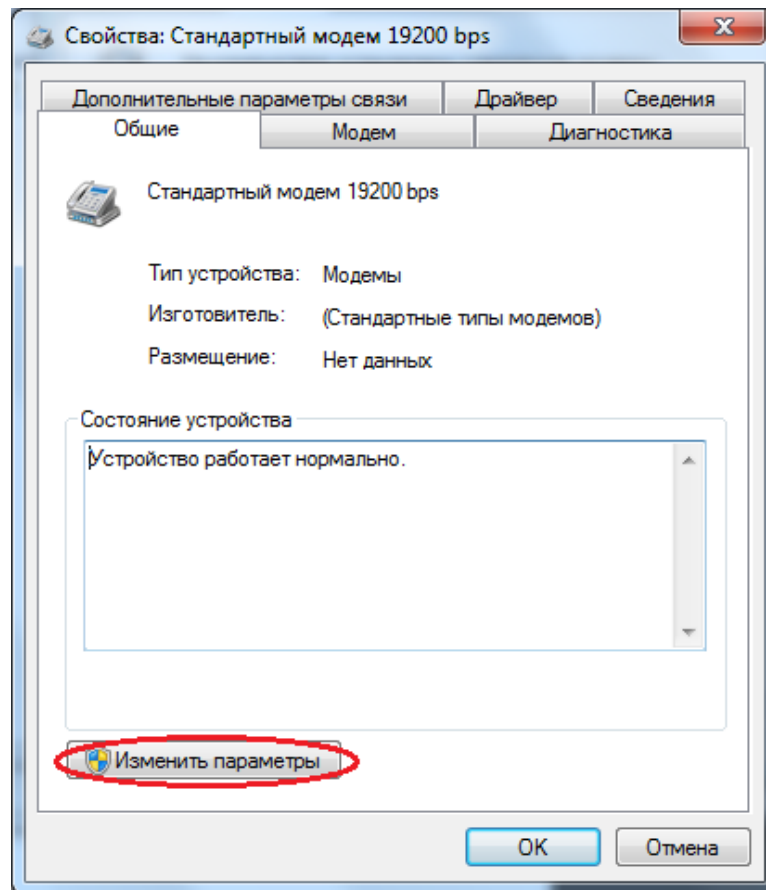 Свойства: Стандартный модем 19200 bps
Дополнительные параметры связи Драйвер Сведения
Общие Модем Диагностика
Стандартный модем 19200 bps
Тип устройства: Модемы
Изготовитель: (Стандартные типы модемов)
Размещение: Нет данных
Состояние устройства
Устройство работает нормально.
Изменить параметры
OK Отмена